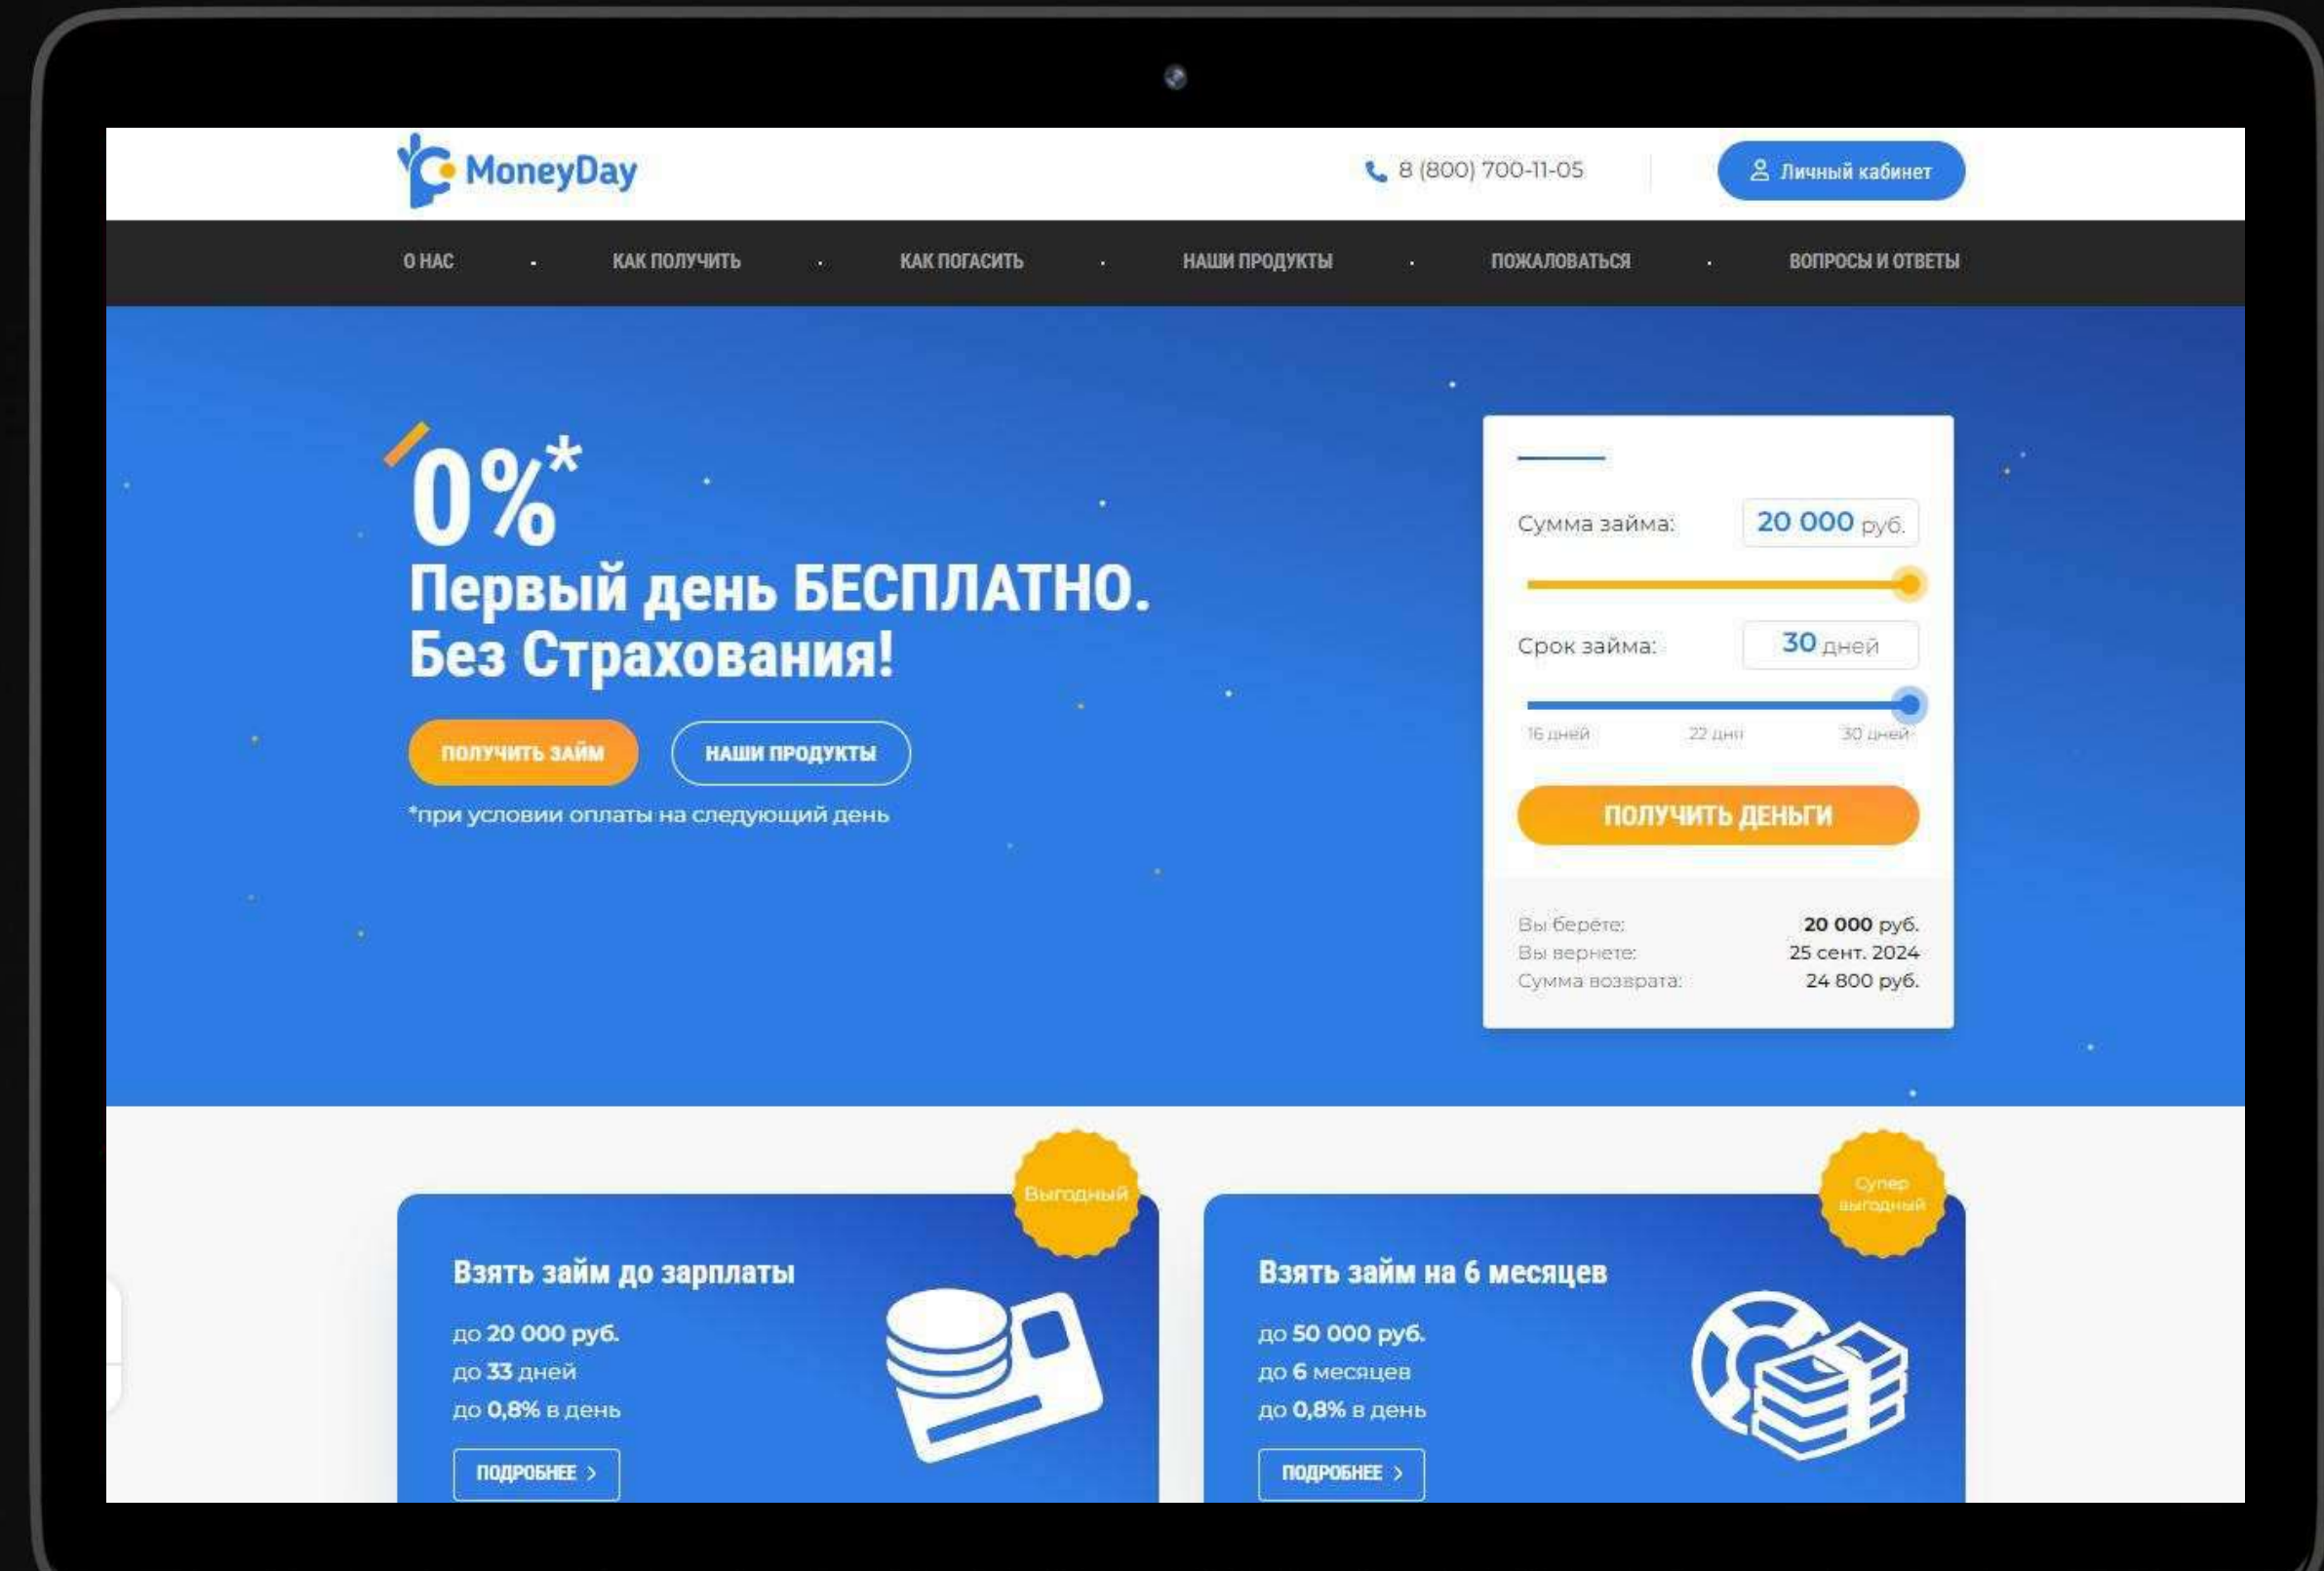 MoneyDay
8 (800) 700-11-05
Личный кабинет
О НАС · КАК ПОЛУЧИТЬ · КАК ПОГАСИТЬ · НАШИ ПРОДУКТЫ · ПОЖАЛОВАТЬСЯ · ВОПРОСЫ И ОТВЕТЫ
0%*
Первый день БЕСПЛАТНО.
Без Страхования!
ПОЛУЧИТЬ ЗАЙМ
НАШИ ПРОДУКТЫ
*при условии оплаты на следующий день
Сумма займа: 20 000 руб.
Срок займа: 30 дней
16 дней 22 дня 30 дней
ПОЛУЧИТЬ ДЕНЬГИ
Вы берёте: 20 000 руб.
Вы вернете: 25 сент. 2024
Сумма возврата: 24 800 руб.
Выгодный
Взять займ до зарплаты
до 20 000 руб.
до 33 дней
до 0,8% в день
ПОДРОБНЕЕ >
Супер
выгодный
Взять займ на 6 месяцев
до 50 000 руб.
до 6 месяцев
до 0,8% в день
ПОДРОБНЕЕ >